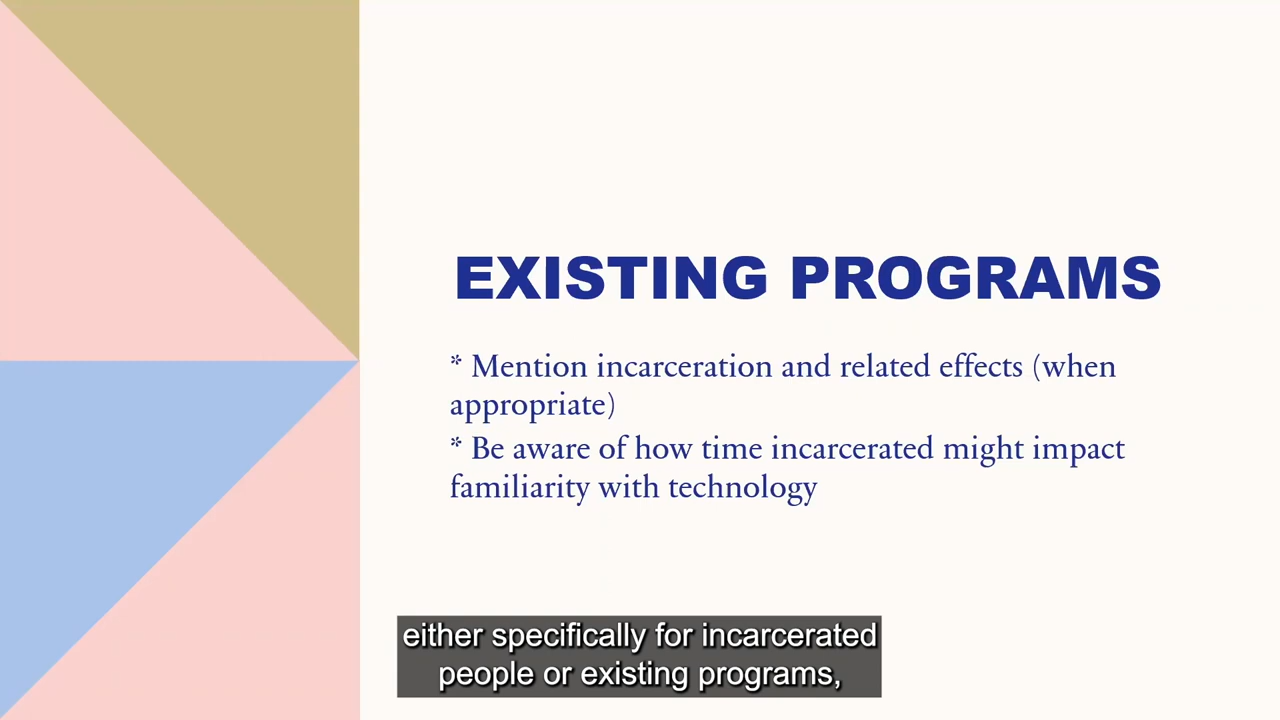 EXISTING PROGRAMS
* Mention incarceration and related effects (when
appropriate)
* Be aware of how time incarcerated might impact
familiarity with technology
either specifically for incarcerated
people or existing programs,